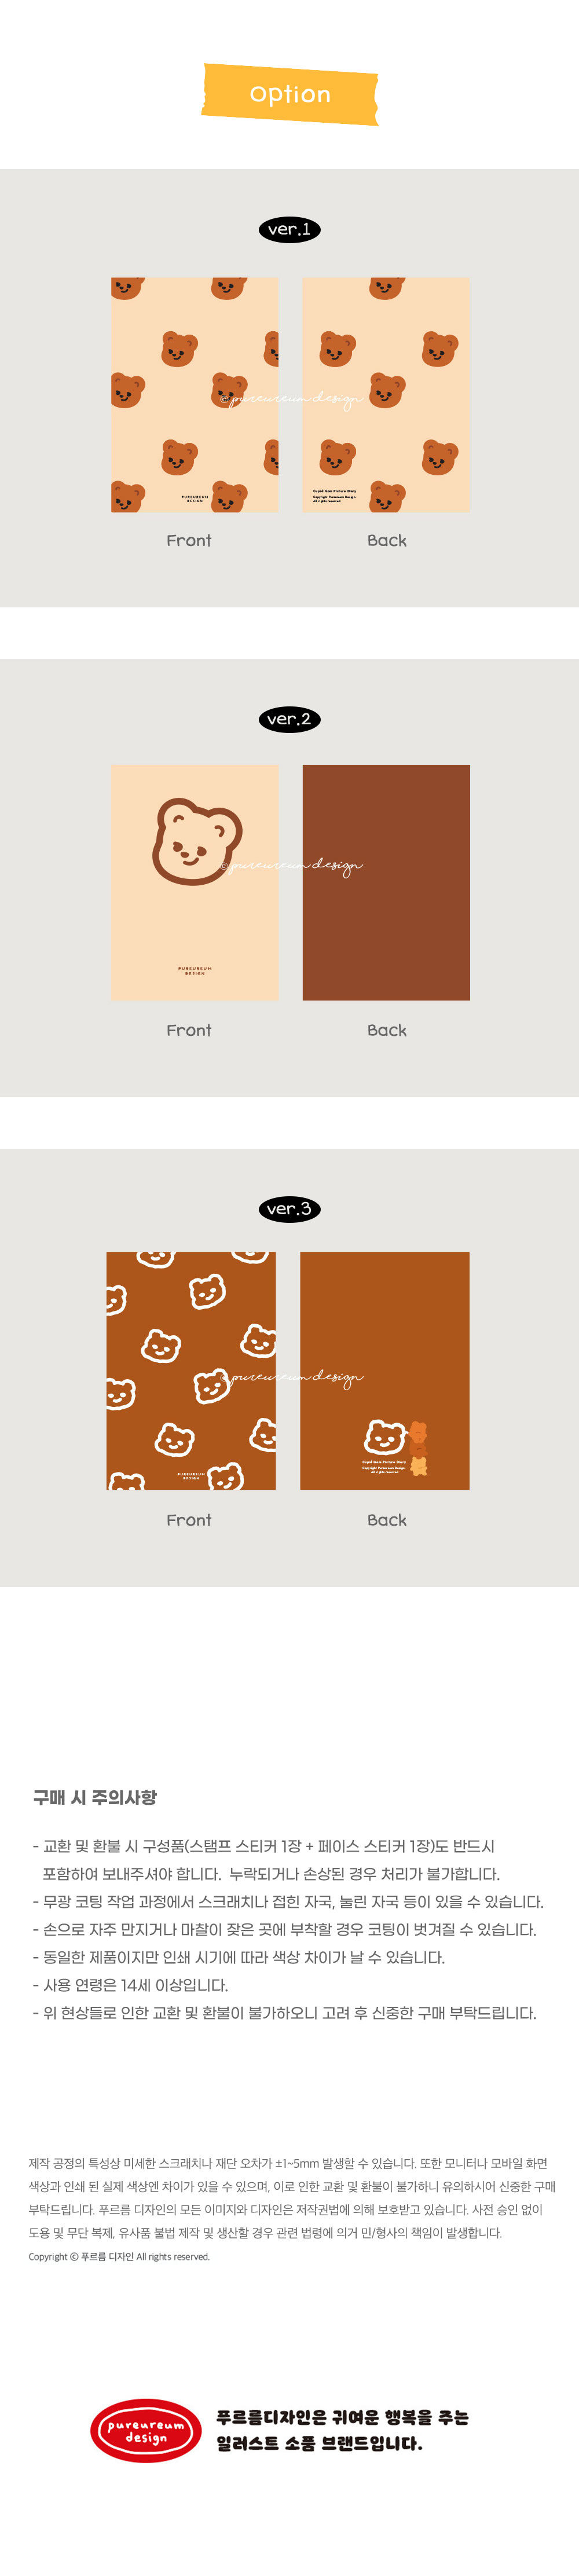 Option
ver.1
©pureureum design
PUREUREUM
DESIGN
Cupid Gom Picture Diary
Copyright Pureureum Design.
All rights reserved
Front
Back
ver.2
©pureureum design
PUREUREUM
DESIGN
Front
Back
ver.3
©pureureum design
PUREUREUM
DESIGN
Cupid Gom Picture Diary
Copyright Pureureum Design.
All rights reserved
Front
Back
구매 시 주의사항
- 교환 및 환불 시 구성품(스탬프 스티커 1장 + 페이스 스티커 1장)도 반드시
포함하여 보내주셔야 합니다. 누락되거나 손상된 경우 처리가 불가합니다.
- 무광 코팅 작업 과정에서 스크래치나 접힌 자국, 눌린 자국 등이 있을 수 있습니다.
- 손으로 자주 만지거나 마찰이 잦은 곳에 부착할 경우 코팅이 벗겨질 수 있습니다.
- 동일한 제품이지만 인쇄 시기에 따라 색상 차이가 날 수 있습니다.
- 사용 연령은 14세 이상입니다.
- 위 현상들로 인한 교환 및 환불이 불가하오니 고려 후 신중한 구매 부탁드립니다.
제작 공정의 특성상 미세한 스크래치나 재단 오차가 ±1~5mm 발생할 수 있습니다. 또한 모니터나 모바일 화면
색상과 인쇄 된 실제 색상엔 차이가 있을 수 있으며, 이로 인한 교환 및 환불이 불가하니 유의하시어 신중한 구매
부탁드립니다. 푸르름 디자인의 모든 이미지와 디자인은 저작권법에 의해 보호받고 있습니다. 사전 승인 없이
도용 및 무단 복제, 유사품 불법 제작 및 생산할 경우 관련 법령에 의거 민/형사의 책임이 발생합니다.
Copyright ⓒ 푸르름 디자인 All rights reserved.
pureureum
design
푸르름디자인은 귀여운 행복을 주는
일러스트 소품 브랜드입니다.